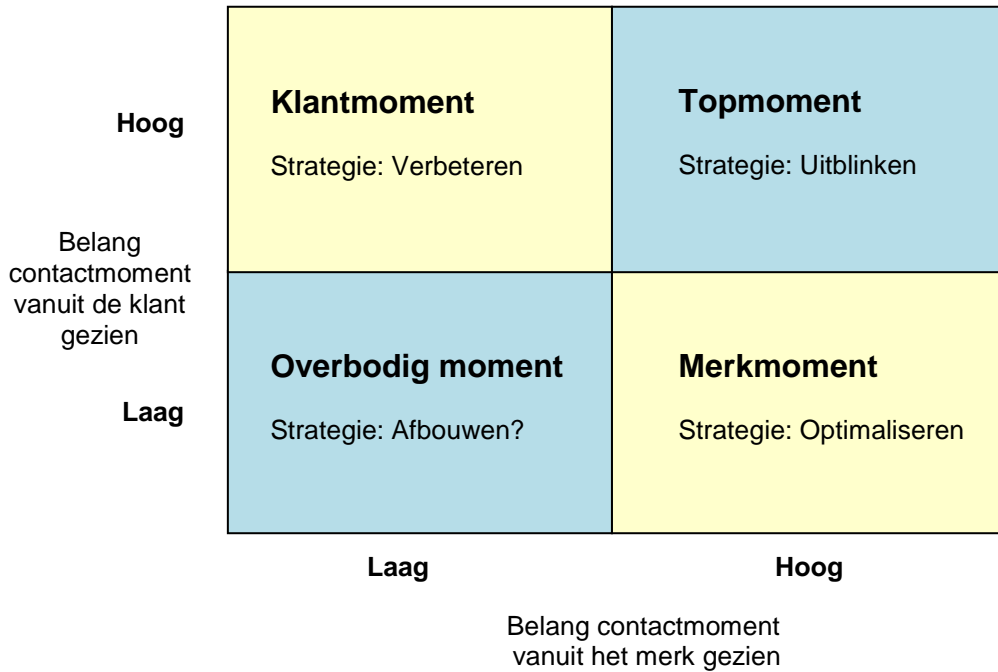 Klantmoment
Strategie: Verbeteren
Topmoment
Strategie: Uitblinken
Hoog
Belang
contactmoment
vanuit de klant
gezien
Overbodig moment
Strategie: Afbouwen?
Merkmoment
Strategie: Optimaliseren
Laag
Laag
Hoog
Belang contactmoment
vanuit het merk gezien